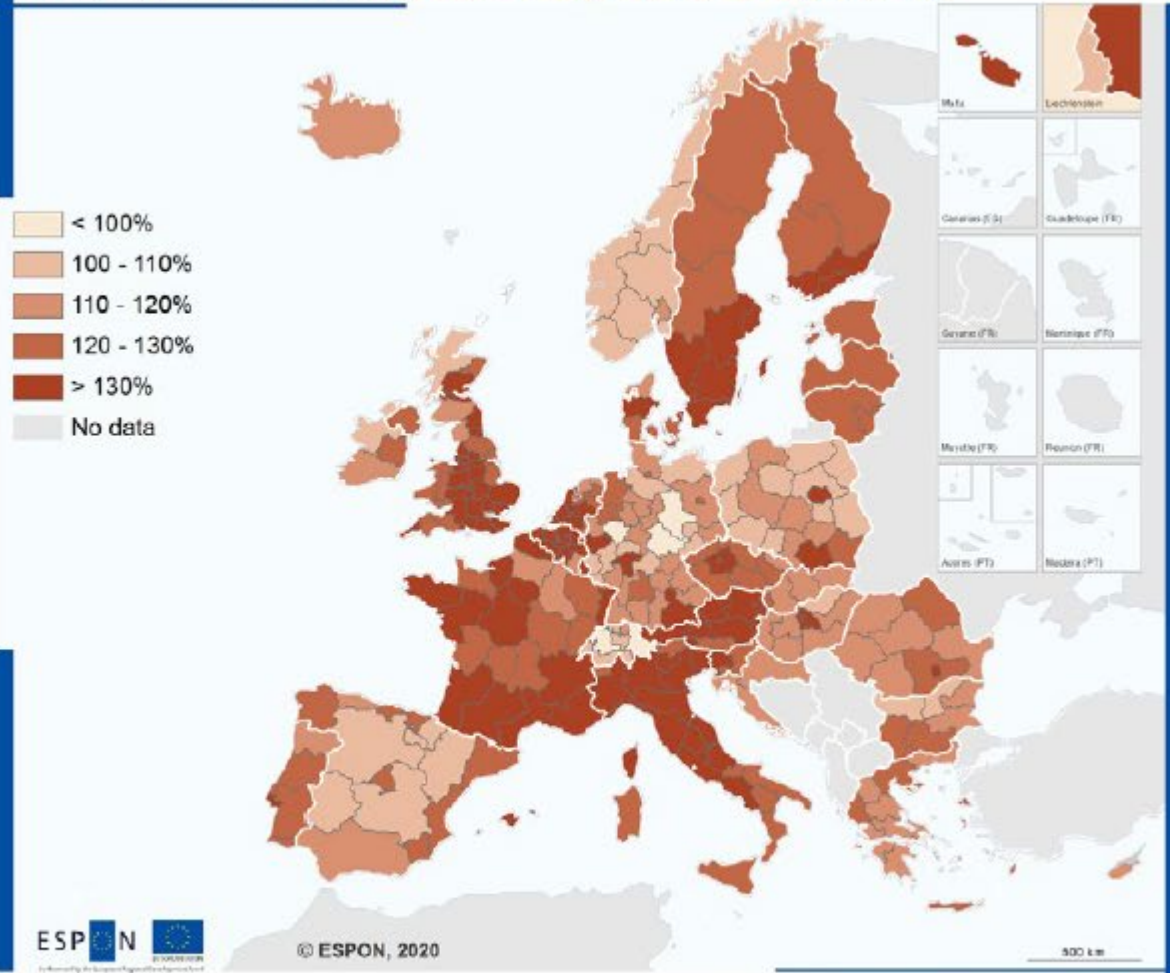 < 100%
100 - 110%
110 - 120%
120 - 130%
> 130%
No data
Malta
Liechtenstein
Canarias (ES)
Guadeloupe (FR)
Guyane (FR)
Martinique (FR)
Mayotte (FR)
Reunion (FR)
Acores (PT)
Madeira (PT)
ESPON
© ESPON, 2020
500 km